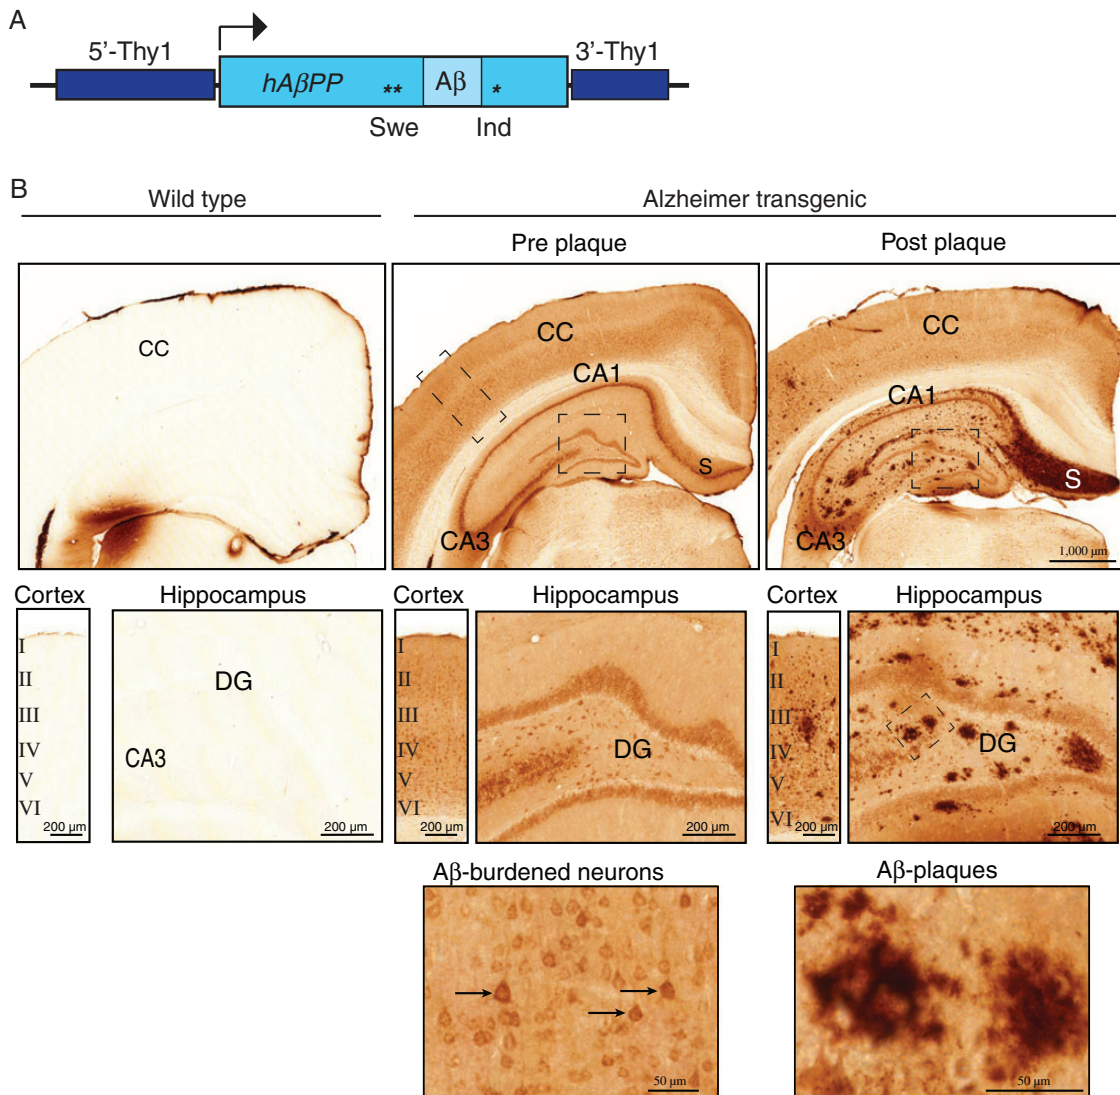 A
5’-Thy1
3’-Thy1
hAβPP
**
Aβ
*
Swe
Ind
B
Wild type
Alzheimer transgenic
Pre plaque
Post plaque
CC
CC
CC
CA1
CA1
S
S
CA3
CA3
1,000 µm
Cortex
Hippocampus
Cortex
Hippocampus
Cortex
Hippocampus
I
II
III
IV
V
VI
200 µm
DG
CA3
200 µm
I
II
III
IV
V
VI
200 µm
DG
200 µm
I
II
III
IV
V
VI
200 µm
DG
200 µm
Aβ-burdened neurons
Aβ-plaques
50 µm
50 µm